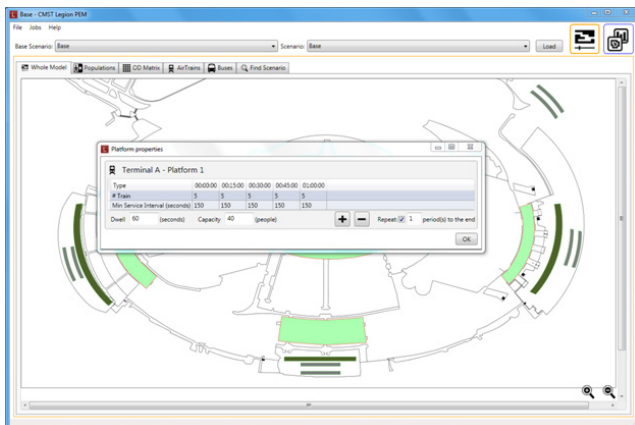 Base - CMST Legion PEM
File Jobs Help
Base Scenario: Base Scenario: Base Load
Whole Model Populations OD Matrix AirTrains Buses Find Scenario
Platform properties
Terminal A - Platform 1
Type 00:00:00 00:15:00 00:30:00 00:45:00 01:00:00
# Train 5 5 5 5 5
Min Service Interval (seconds) 150 150 150 150 150
Dwell 60 (seconds) Capacity 40 (people) Repeat: 1 period(s) to the end
OK